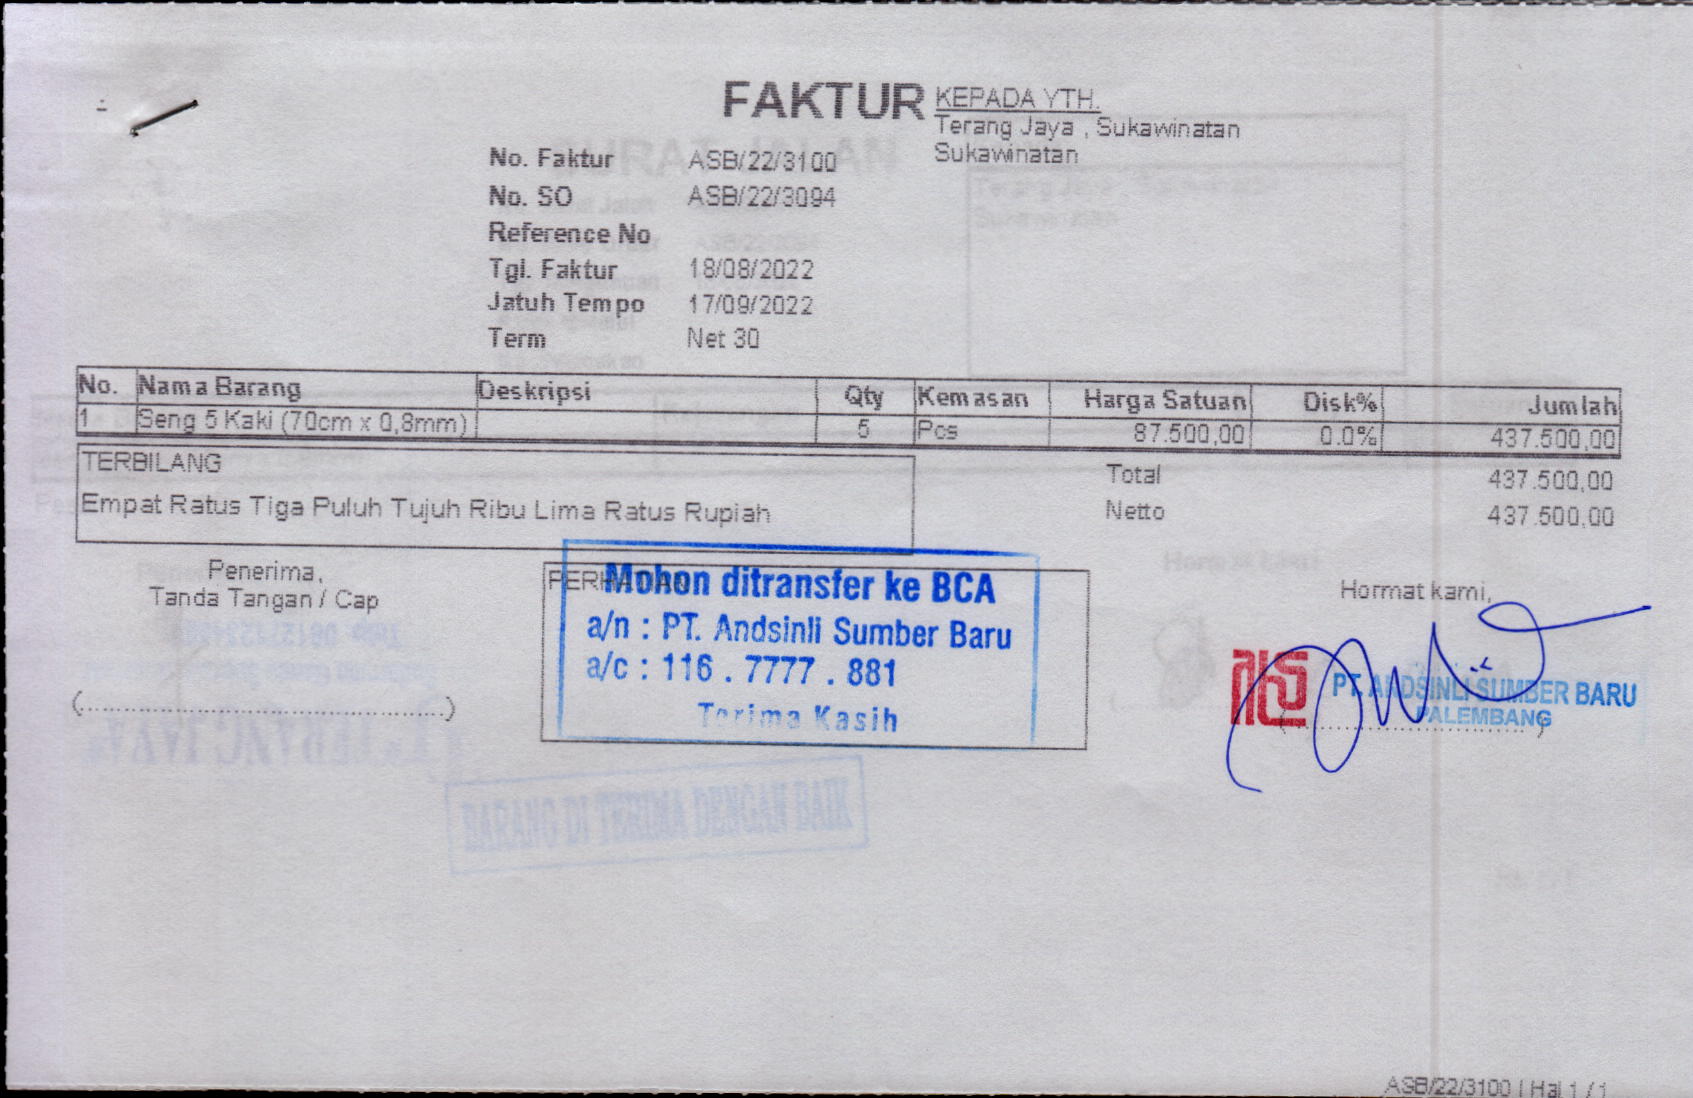 FAKTUR
KEPADA YTH.
Terang Jaya , Sukawinatan
Sukawinatan
No. Faktur ASB/22/3100
No. SO ASB/22/3094
Reference No
Tgl. Faktur 18/08/2022
Jatuh Tempo 17/09/2022
Term Net 30
No. Nama Barang Deskripsi Qty Kemasan Harga Satuan Disk% Jumlah
1 Seng 5 Kaki (70cm x 0,8mm) 5 Pcs 87.500,00 0.0% 437.500,00
TERBILANG
Empat Ratus Tiga Puluh Tujuh Ribu Lima Ratus Rupiah
Total 437.500,00
Netto 437.500,00
Penerima,
Tanda Tangan / Cap
(........................................)
Mohon ditransfer ke BCA
a/n : PT. Andsinli Sumber Baru
a/c : 116 . 7777 . 881
Terima Kasih
Hormat kami,
PT. ANDSINLI SUMBER BARU
PALEMBANG
BARANG DI TERIMA DENGAN BAIK
ASB/22/3100 | Hal 1 / 1